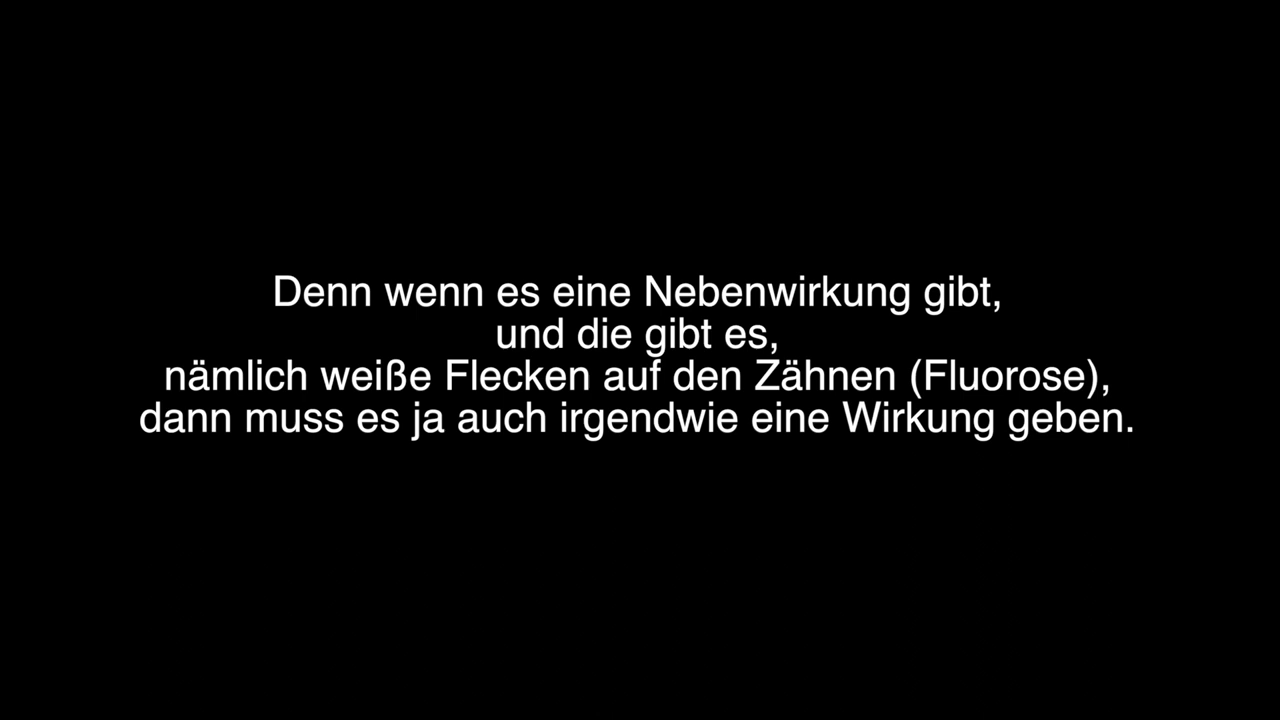 Denn wenn es eine Nebenwirkung gibt,
und die gibt es,
nämlich weiße Flecken auf den Zähnen (Fluorose),
dann muss es ja auch irgendwie eine Wirkung geben.